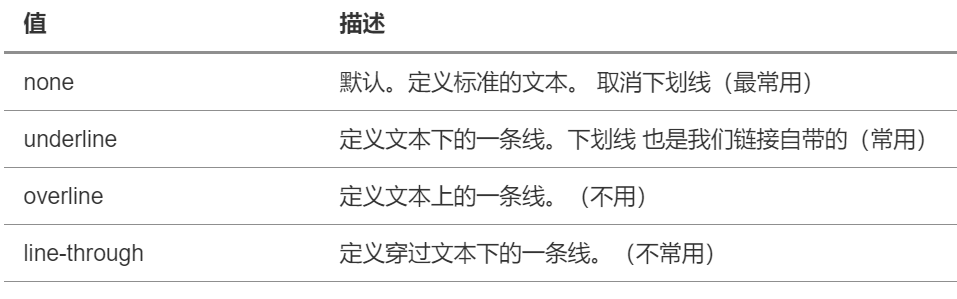 值 描述
none 默认。定义标准的文本。 取消下划线（最常用）
underline 定义文本下的一条线。下划线 也是我们链接自带的（常用）
overline 定义文本上的一条线。（不用）
line-through 定义穿过文本下的一条线。（不常用）